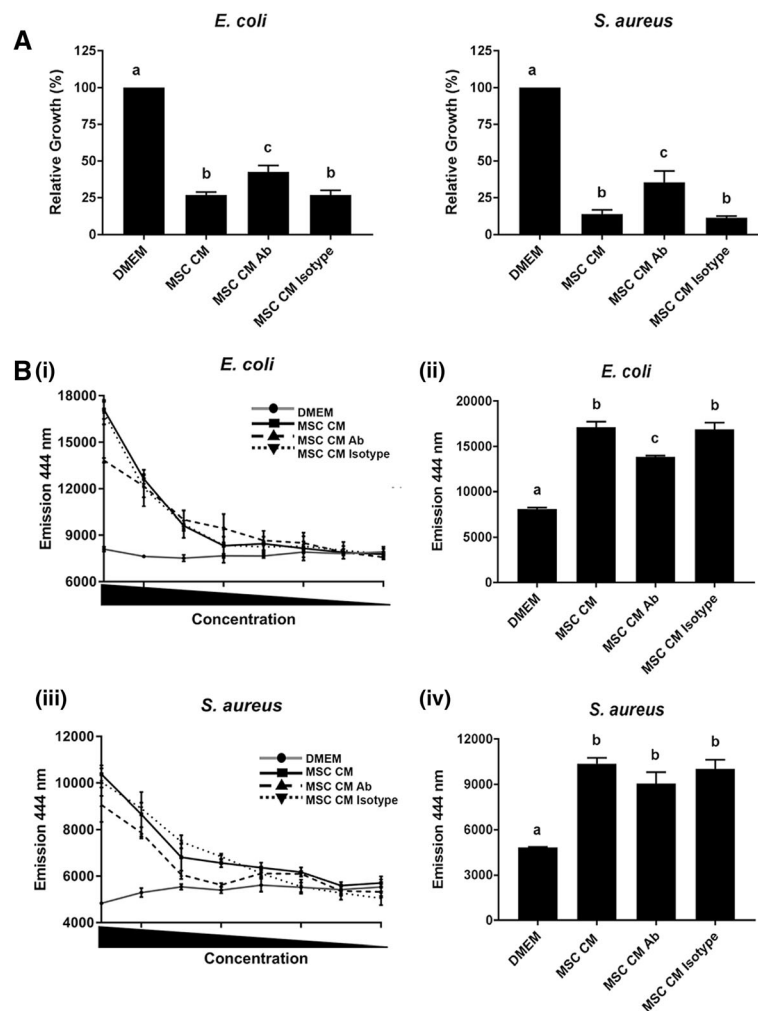 A
E. coli
Relative Growth (%)
125
100
75
50
25
0
a
b
c
b
DMEM
MSC CM
MSC CM Ab
MSC CM Isotype
S. aureus
Relative Growth (%)
125
100
75
50
25
0
a
b
c
b
DMEM
MSC CM
MSC CM Ab
MSC CM Isotype
B (i)
E. coli
Emission 444 nm
18000
15000
12000
9000
6000
DMEM
MSC CM
MSC CM Ab
MSC CM Isotype
Concentration
(ii)
E. coli
Emission 444 nm
20000
15000
10000
5000
0
a
b
c
b
DMEM
MSC CM
MSC CM Ab
MSC CM Isotype
(iii)
S. aureus
Emission 444 nm
12000
10000
8000
6000
4000
DMEM
MSC CM
MSC CM Ab
MSC CM Isotype
Concentration
(iv)
S. aureus
Emission 444 nm
12000
9000
6000
3000
0
a
b
b
b
DMEM
MSC CM
MSC CM Ab
MSC CM Isotype